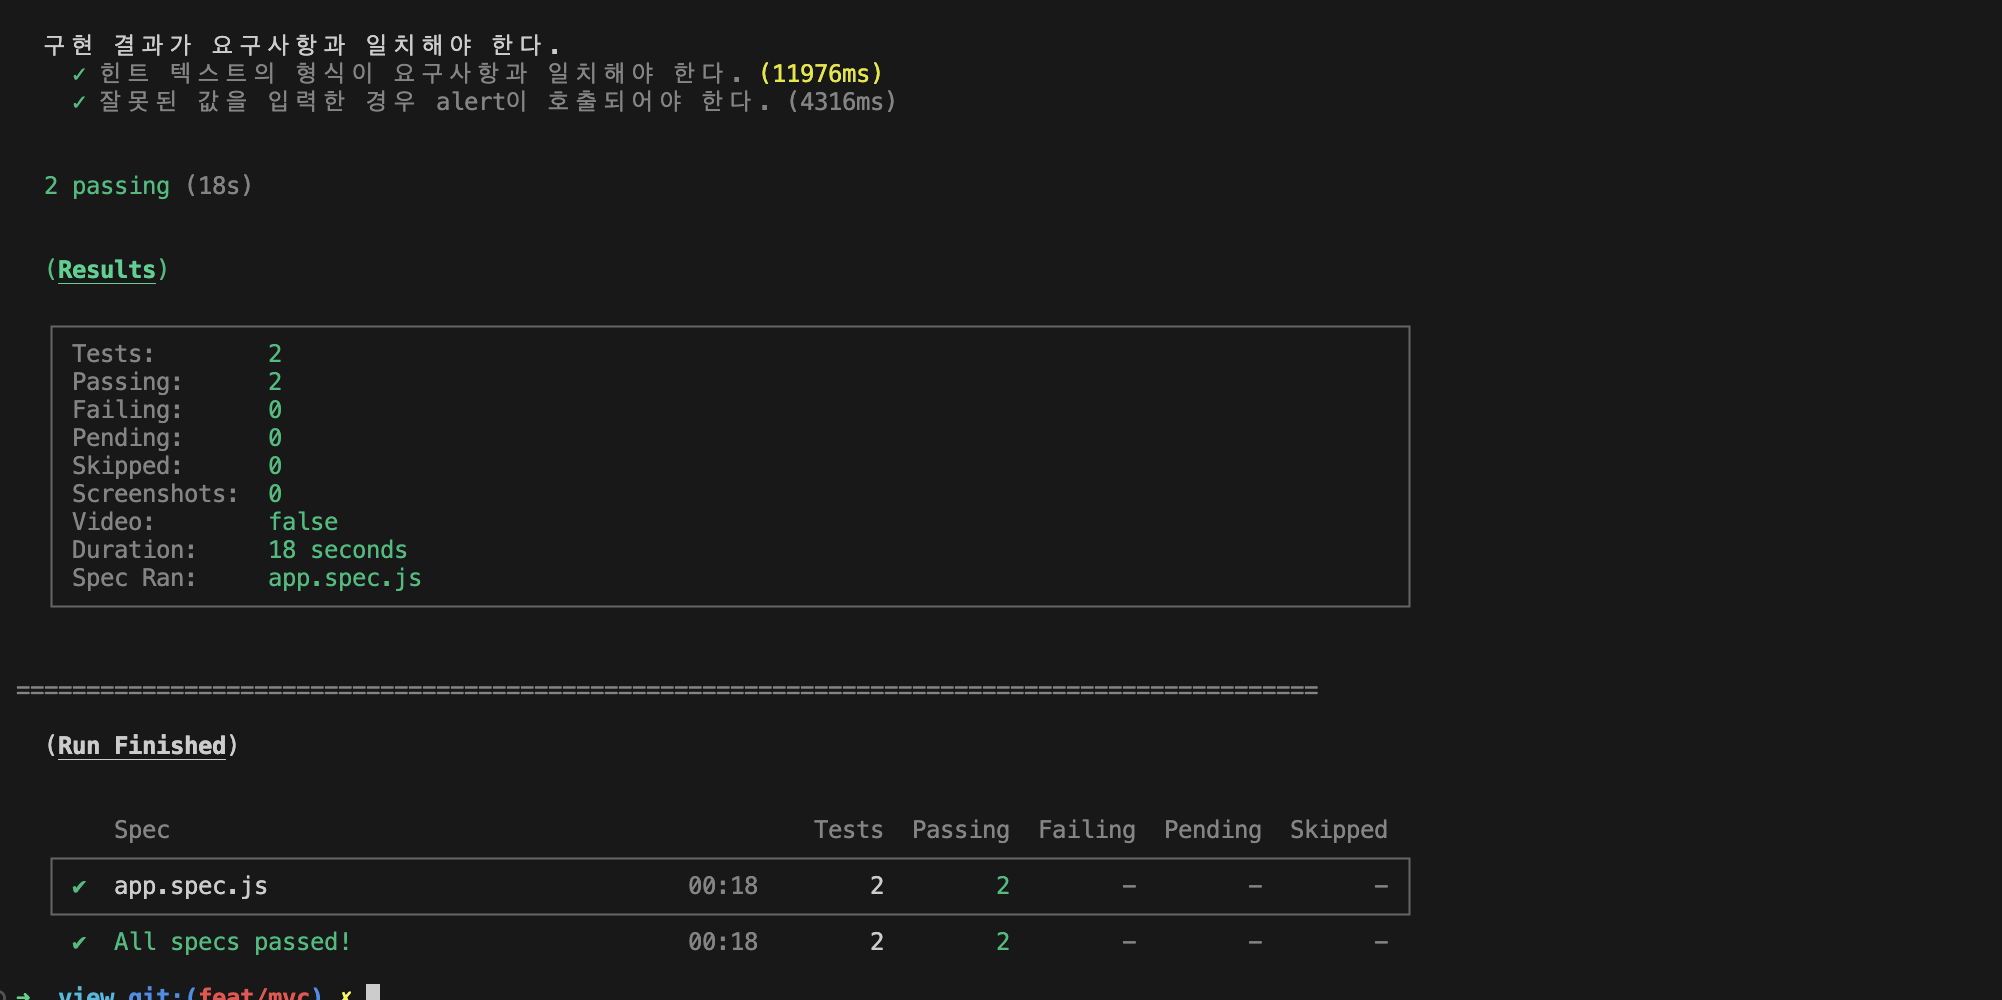 구현 결과가 요구사항과 일치해야 한다.
✓ 힌트 텍스트의 형식이 요구사항과 일치해야 한다. (11976ms)
✓ 잘못된 값을 입력한 경우 alert이 호출되어야 한다. (4316ms)
2 passing (18s)
(Results)
Tests: 2
Passing: 2
Failing: 0
Pending: 0
Skipped: 0
Screenshots: 0
Video: false
Duration: 18 seconds
Spec Ran: app.spec.js
=============================================================================================
(Run Finished)
Spec Tests Passing Failing Pending Skipped
✔ app.spec.js 00:18 2 2 – – –
✔ All specs passed! 00:18 2 2 – – –
➜ view git:(feat/mvc) ✗